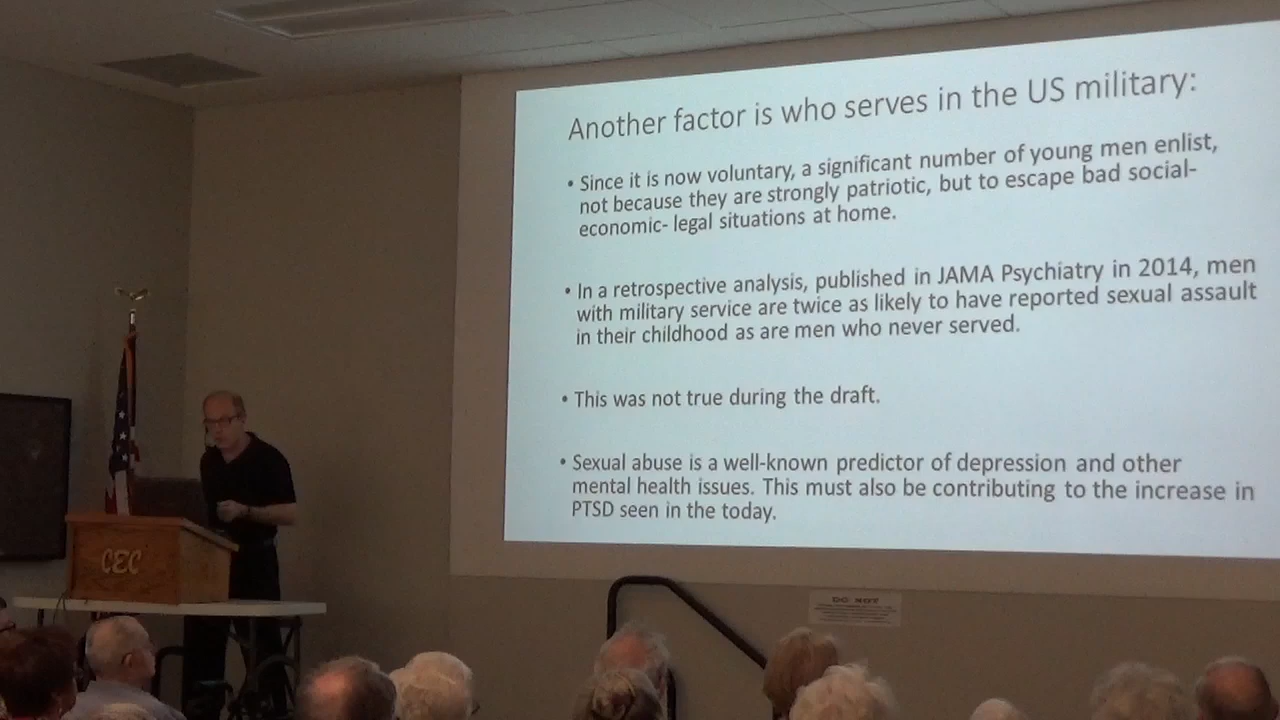 Another factor is who serves in the US military:
• Since it is now voluntary, a significant number of young men enlist,
not because they are strongly patriotic, but to escape bad social-
economic- legal situations at home.
• In a retrospective analysis, published in JAMA Psychiatry in 2014, men
with military service are twice as likely to have reported sexual assault
in their childhood as are men who never served.
• This was not true during the draft.
• Sexual abuse is a well-known predictor of depression and other
mental health issues. This must also be contributing to the increase in
PTSD seen in the today.
CEC
DO NOT